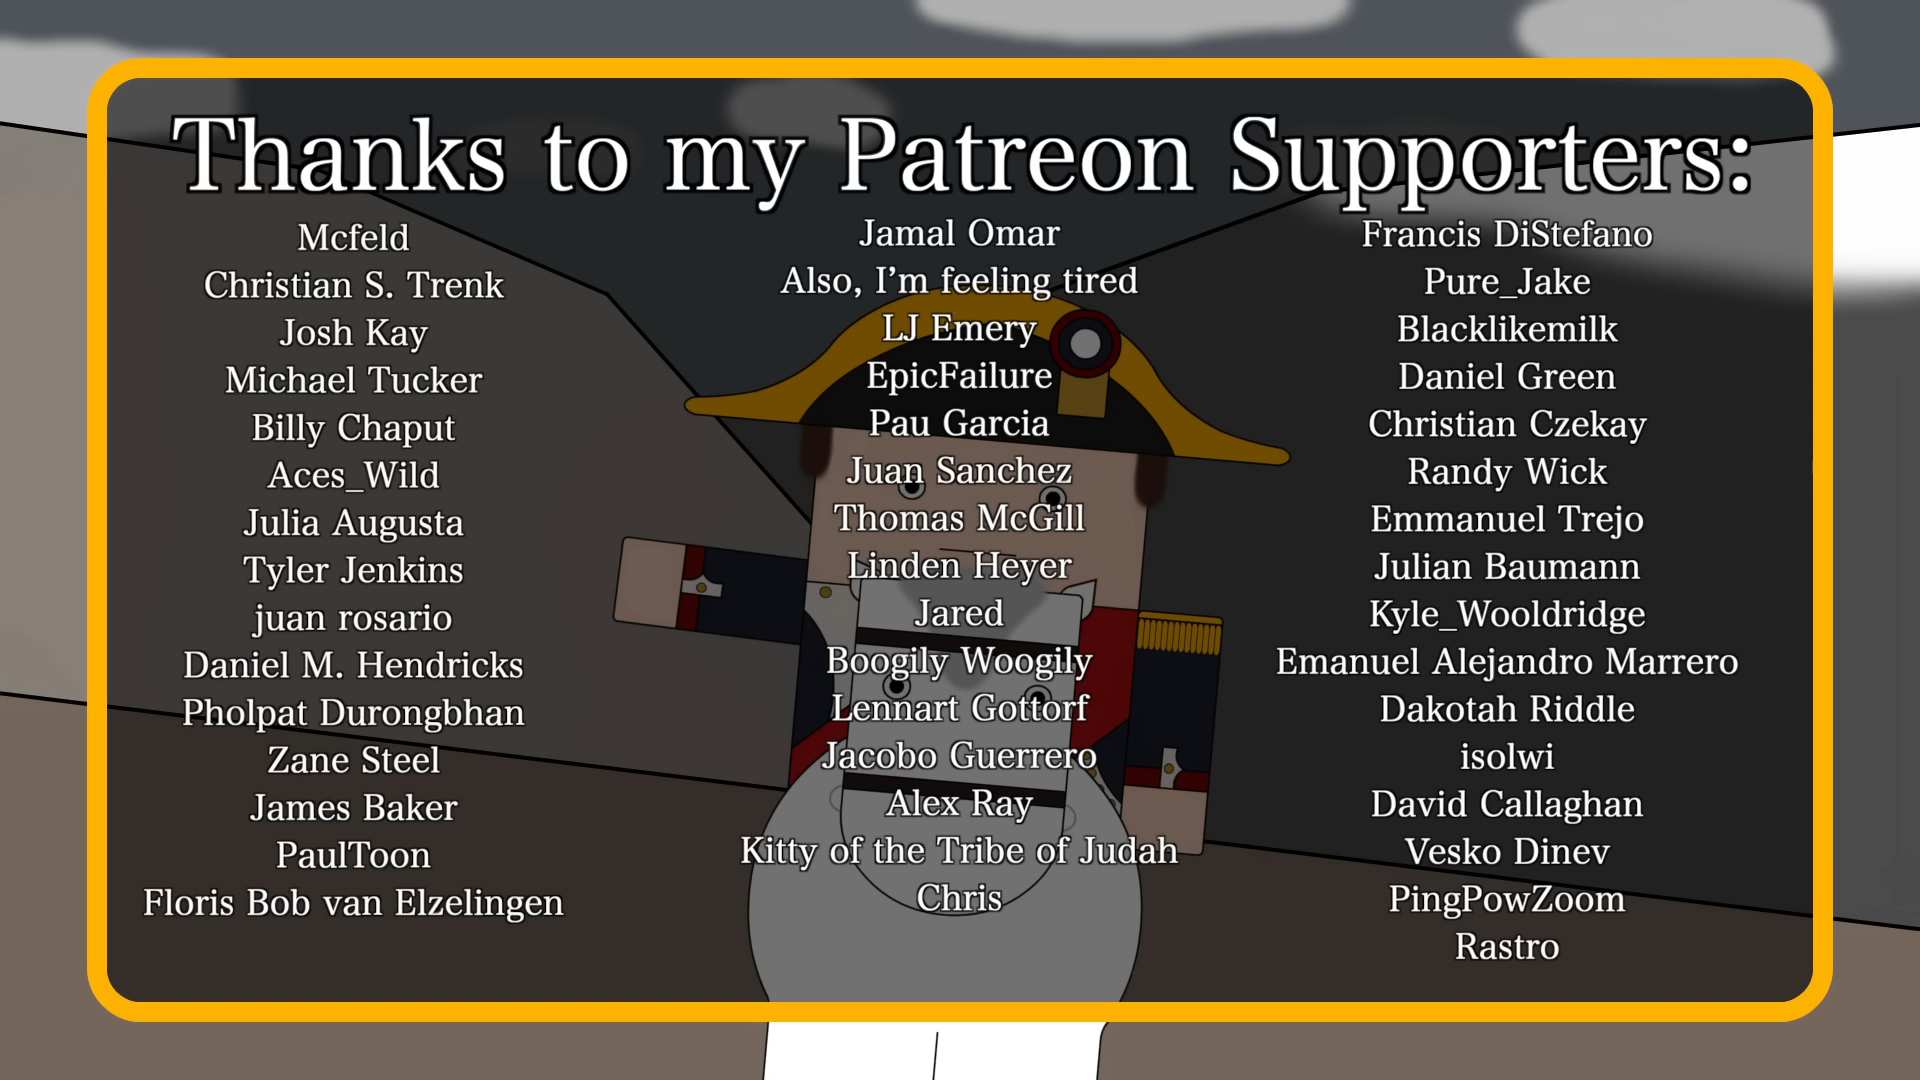 Thanks to my Patreon Supporters:
Mcfeld
Christian S. Trenk
Josh Kay
Michael Tucker
Billy Chaput
Aces_Wild
Julia Augusta
Tyler Jenkins
juan rosario
Daniel M. Hendricks
Pholpat Durongbhan
Zane Steel
James Baker
PaulToon
Floris Bob van Elzelingen
Jamal Omar
Also, I’m feeling tired
LJ Emery
EpicFailure
Pau Garcia
Juan Sanchez
Thomas McGill
Linden Heyer
Jared
Boogily Woogily
Lennart Gottorf
Jacobo Guerrero
Alex Ray
Kitty of the Tribe of Judah
Chris
Francis DiStefano
Pure_Jake
Blacklikemilk
Daniel Green
Christian Czekay
Randy Wick
Emmanuel Trejo
Julian Baumann
Kyle_Wooldridge
Emanuel Alejandro Marrero
Dakotah Riddle
isolwi
David Callaghan
Vesko Dinev
PingPowZoom
Rastro